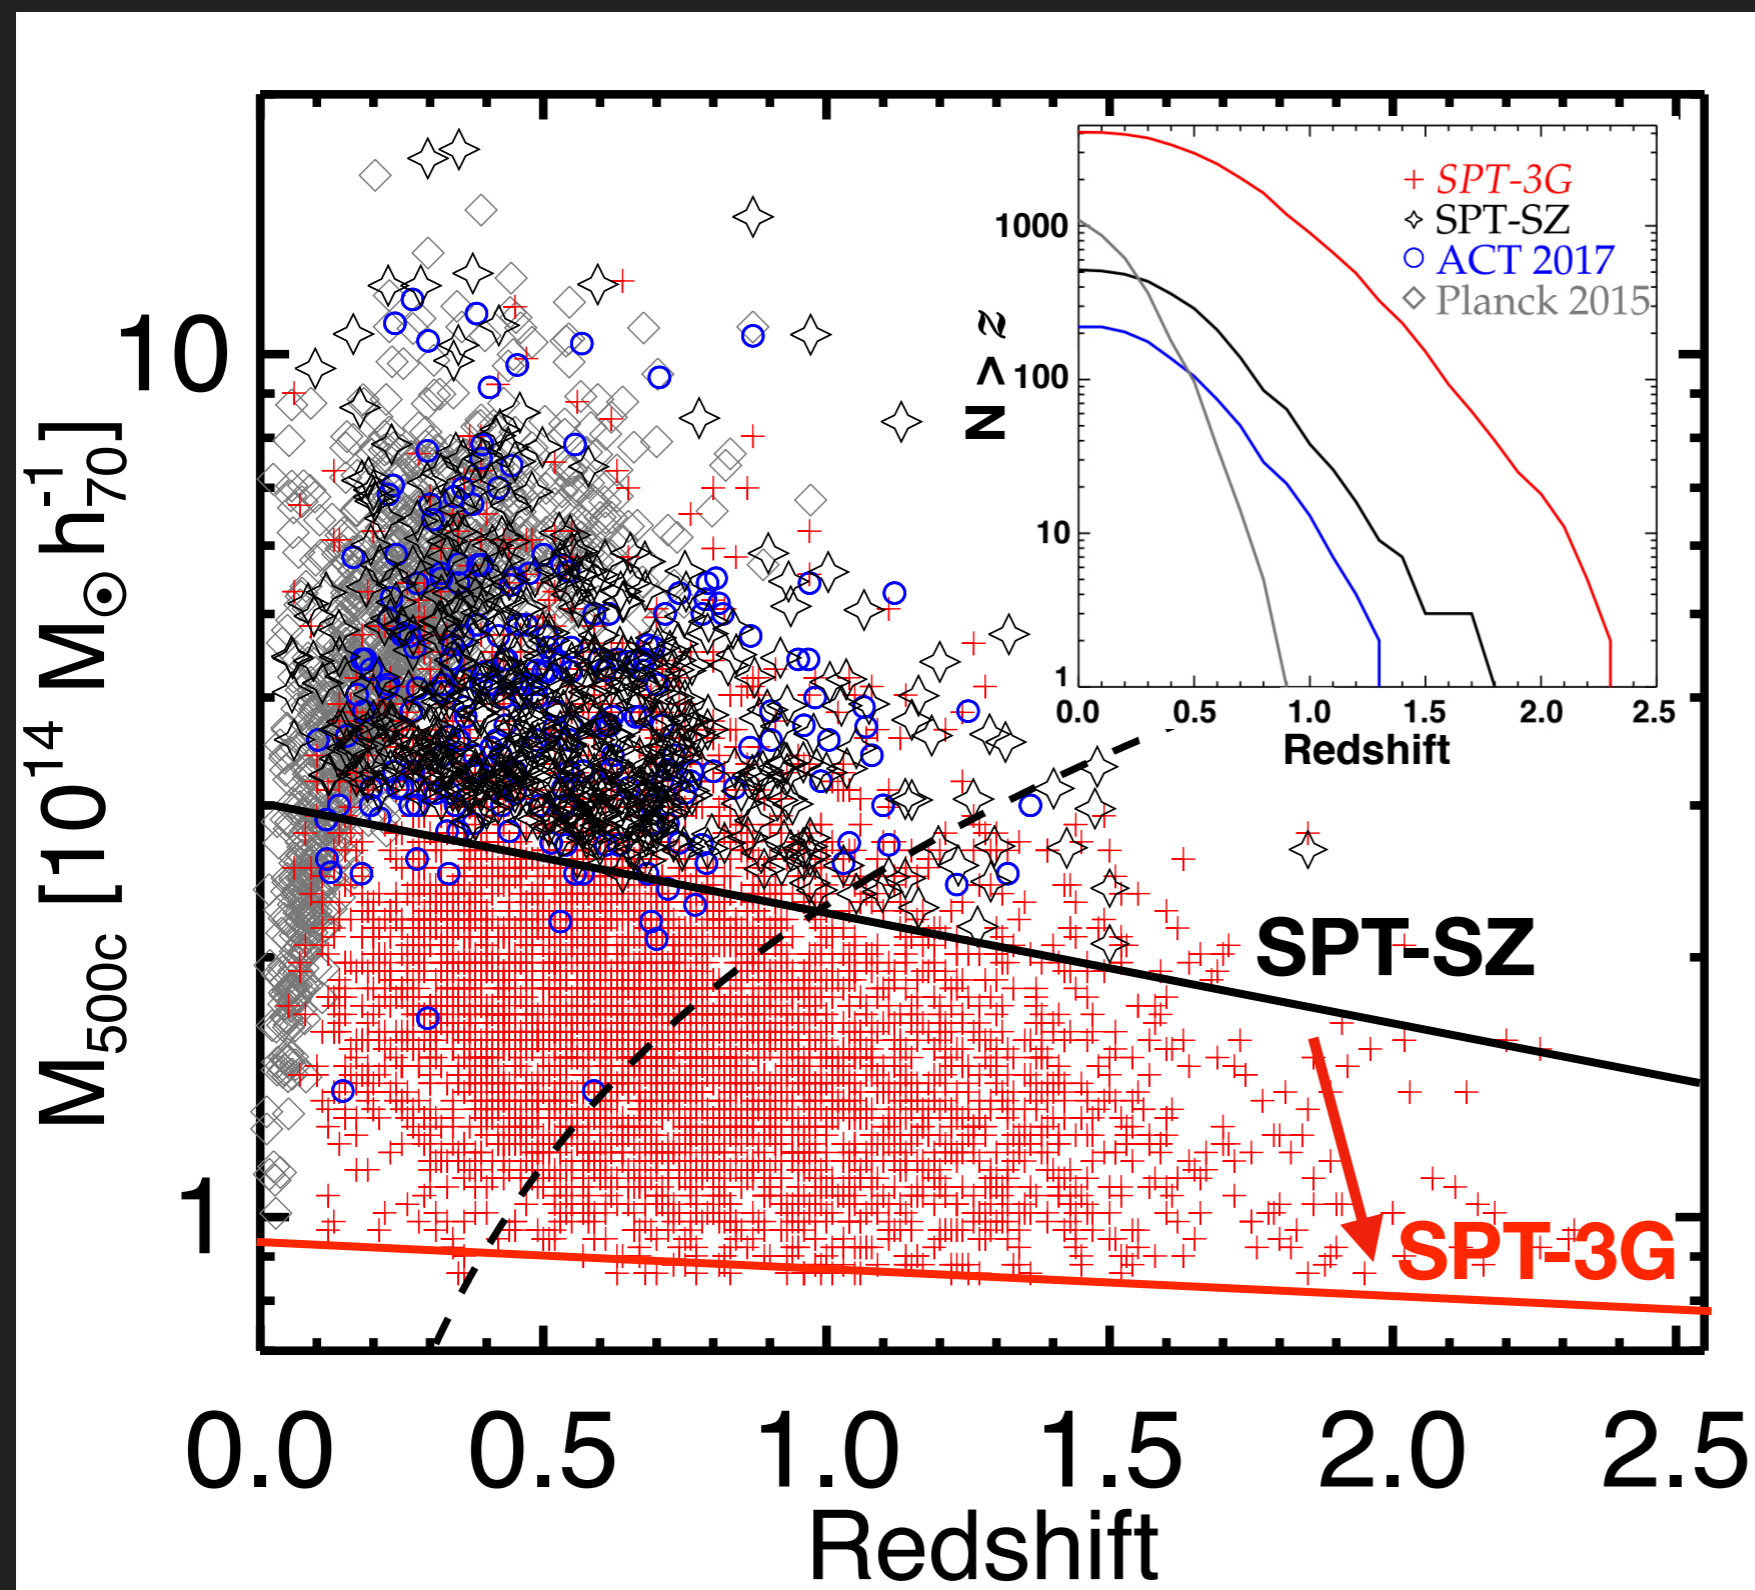 M500c [10^14 M⊙ h70^-1]
10
1
0.0 0.5 1.0 1.5 2.0 2.5
Redshift
SPT-SZ
SPT-3G
N > z
1000
100
10
1
0.0 0.5 1.0 1.5 2.0 2.5
Redshift
SPT-3G
SPT-SZ
ACT 2017
Planck 2015